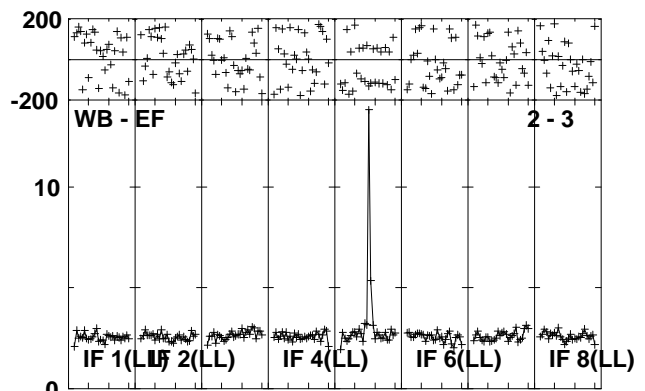 200
-200
WB - EF 2 - 3
10
IF 1(LL) IF 2(LL) IF 4(LL) IF 6(LL) IF 8(LL)
0